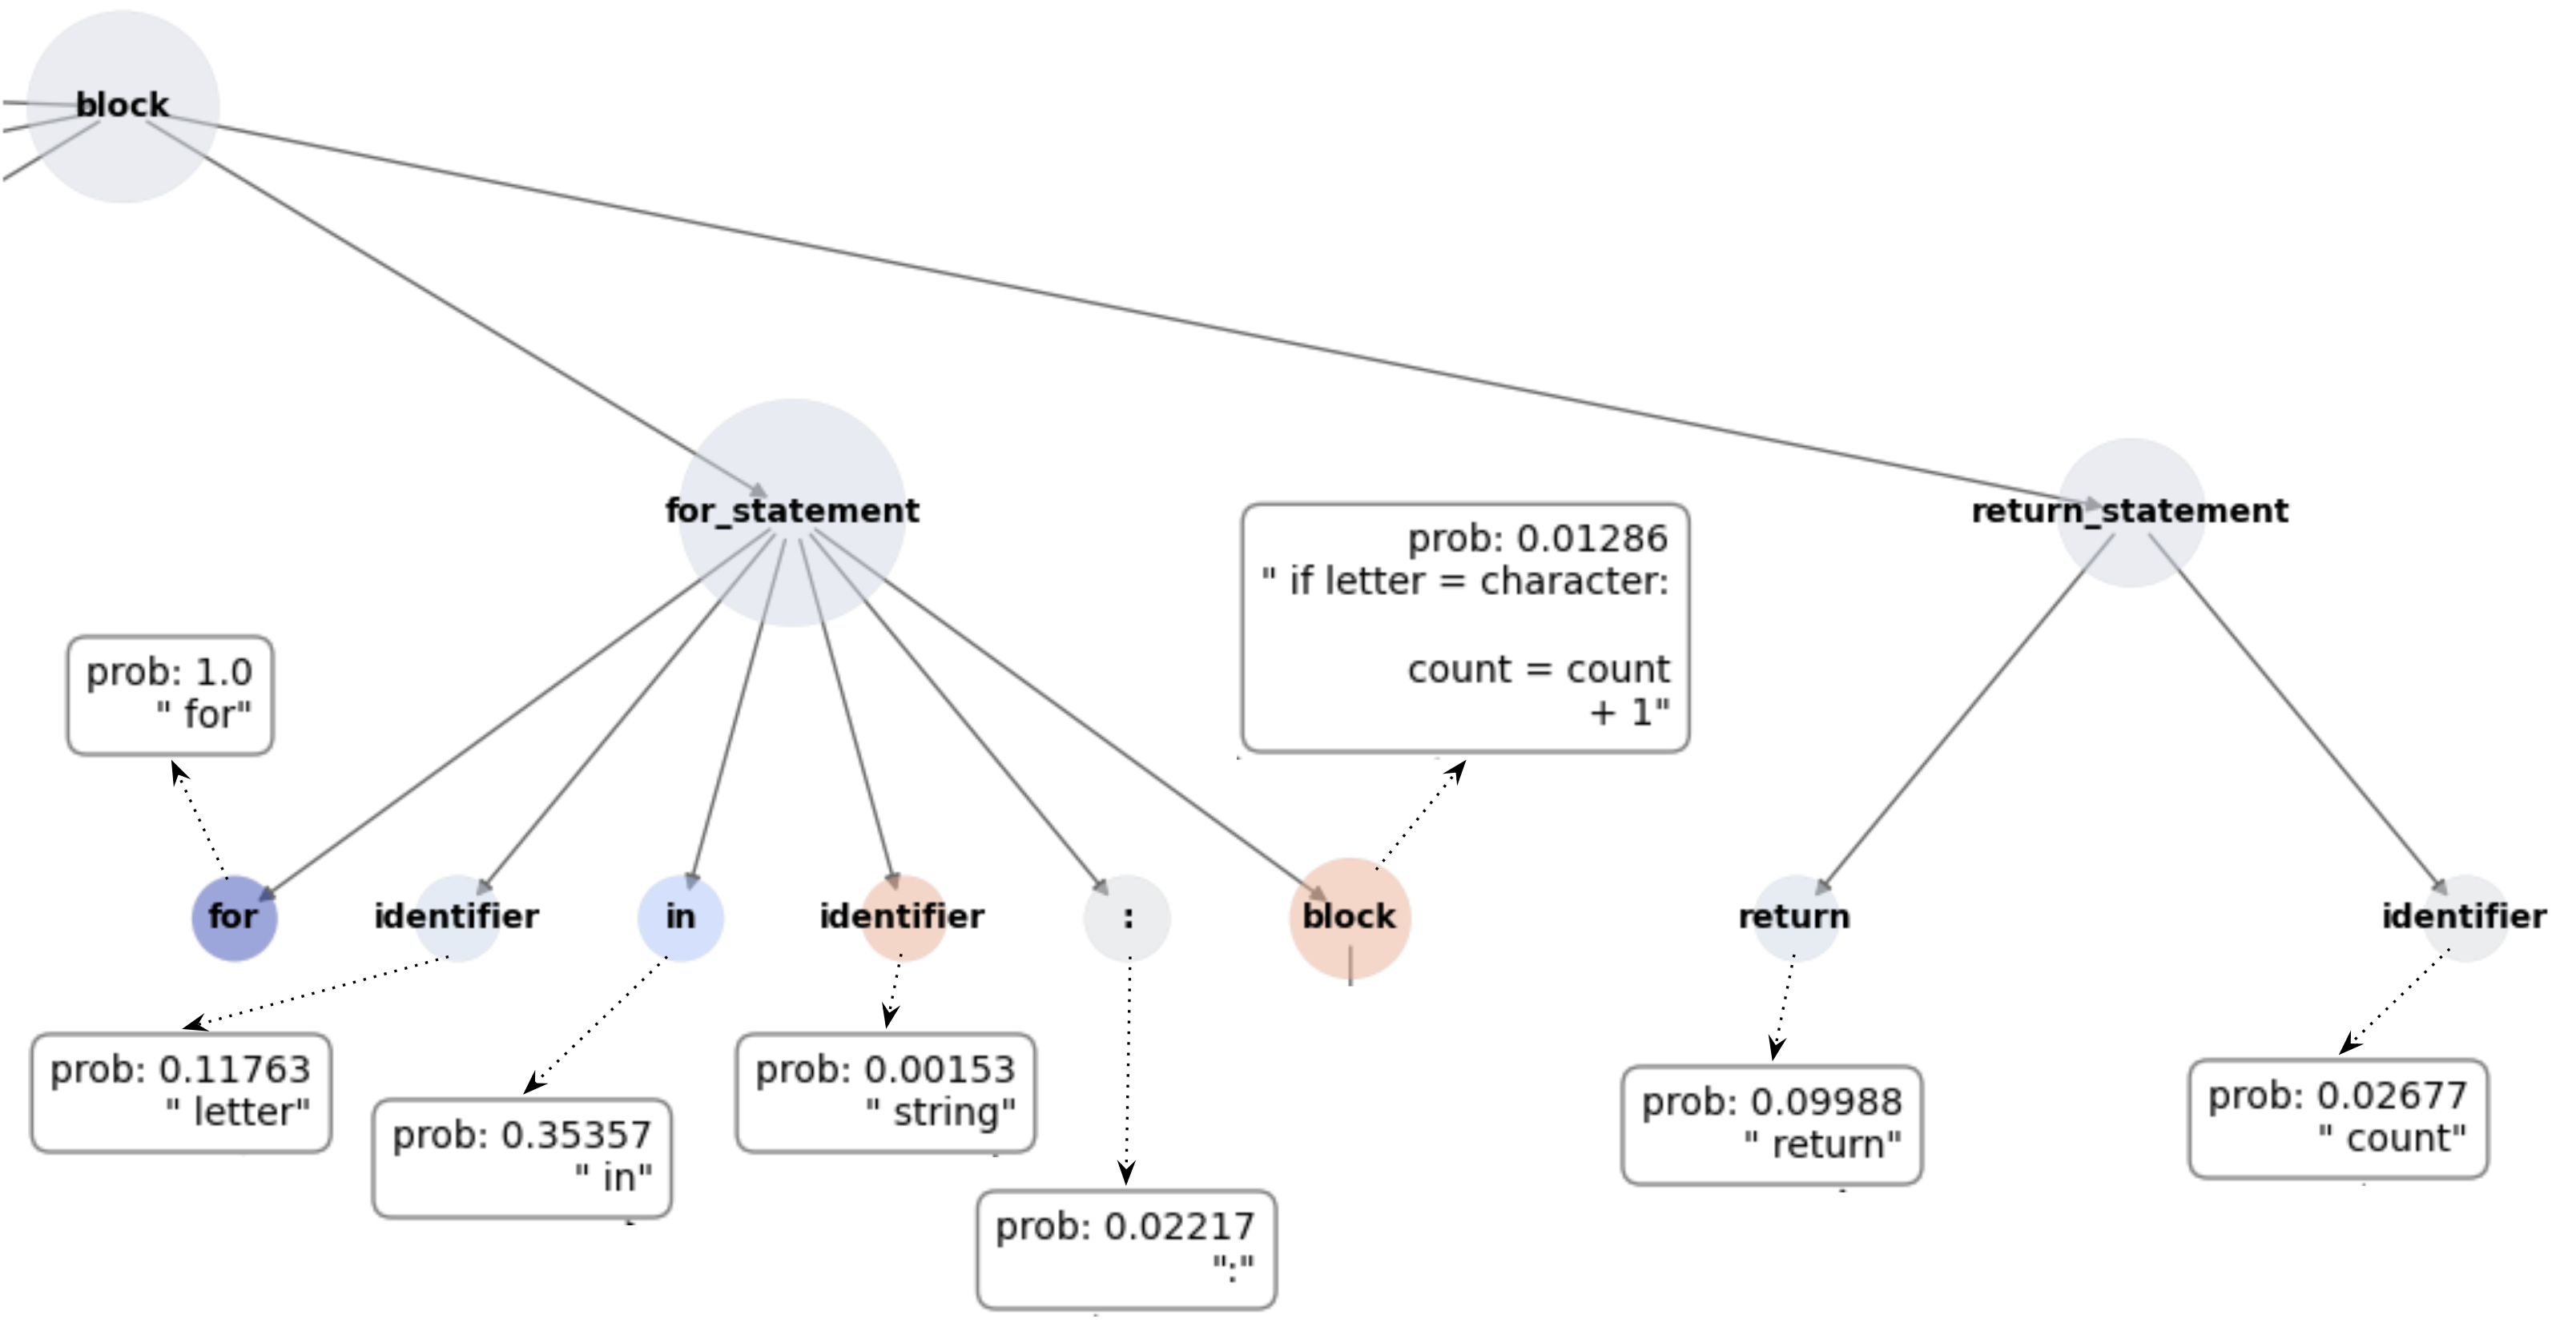 block
for_statement
return_statement
prob: 0.01286
" if letter = character:
count = count
+ 1"
prob: 1.0
" for"
for
identifier
in
identifier
:
block
return
identifier
prob: 0.11763
" letter"
prob: 0.35357
" in"
prob: 0.00153
" string"
prob: 0.02217
":"
prob: 0.09988
" return"
prob: 0.02677
" count"